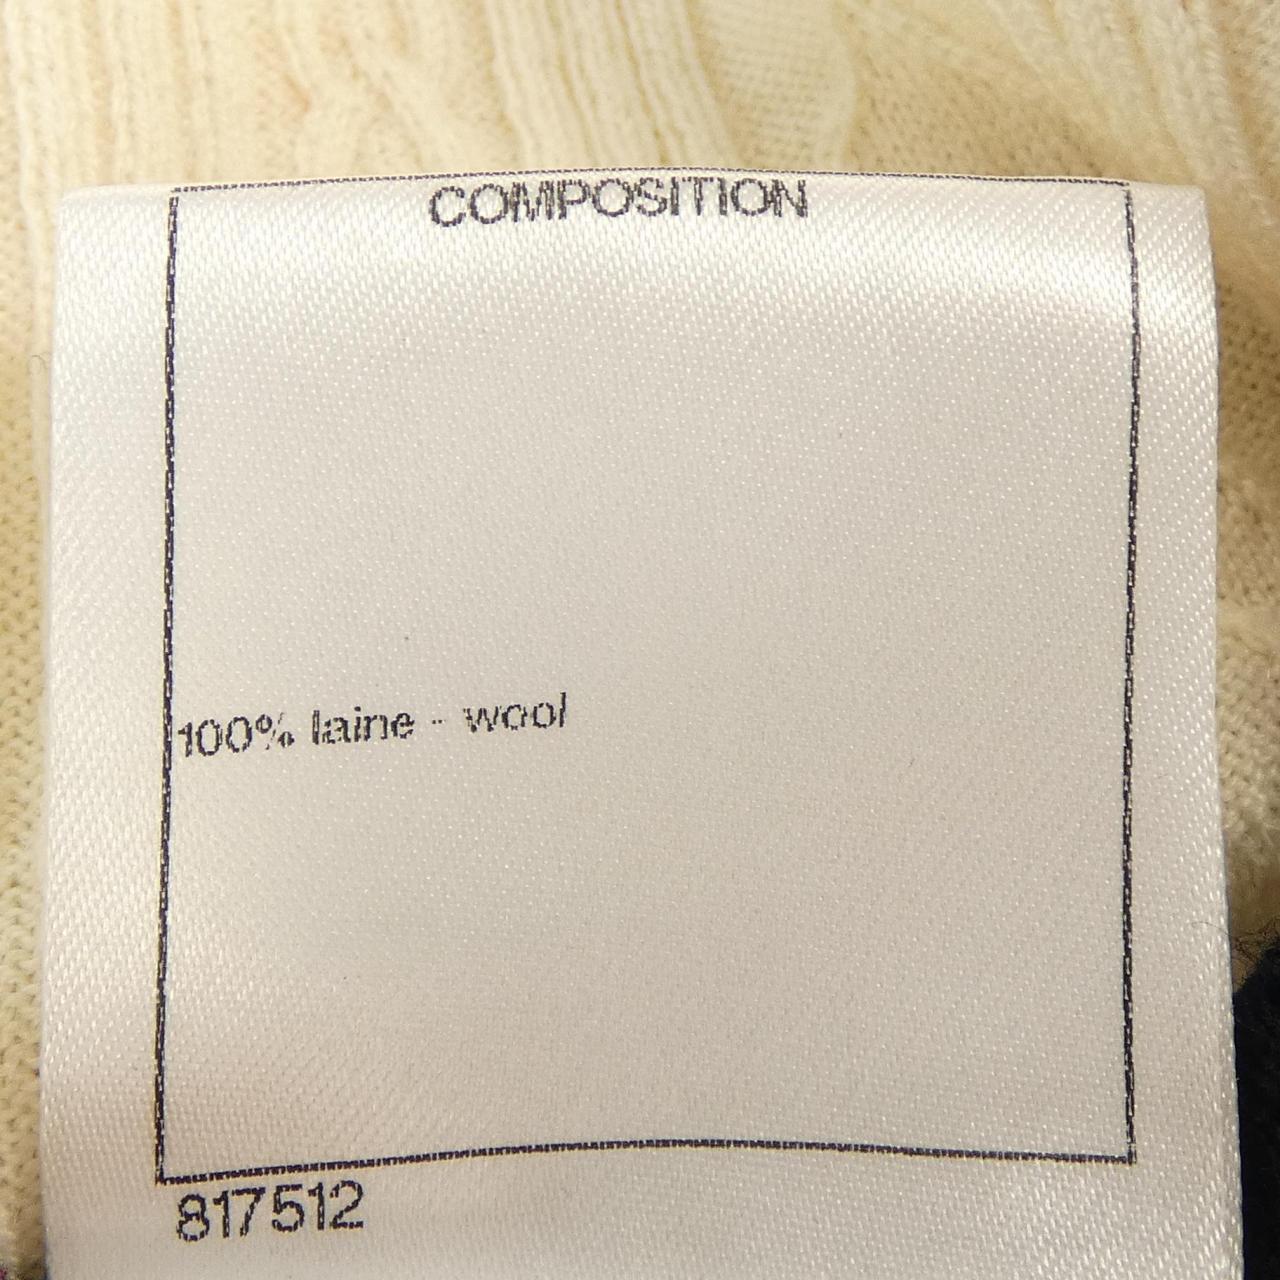 COMPOSITION
100% laine - wool
817512